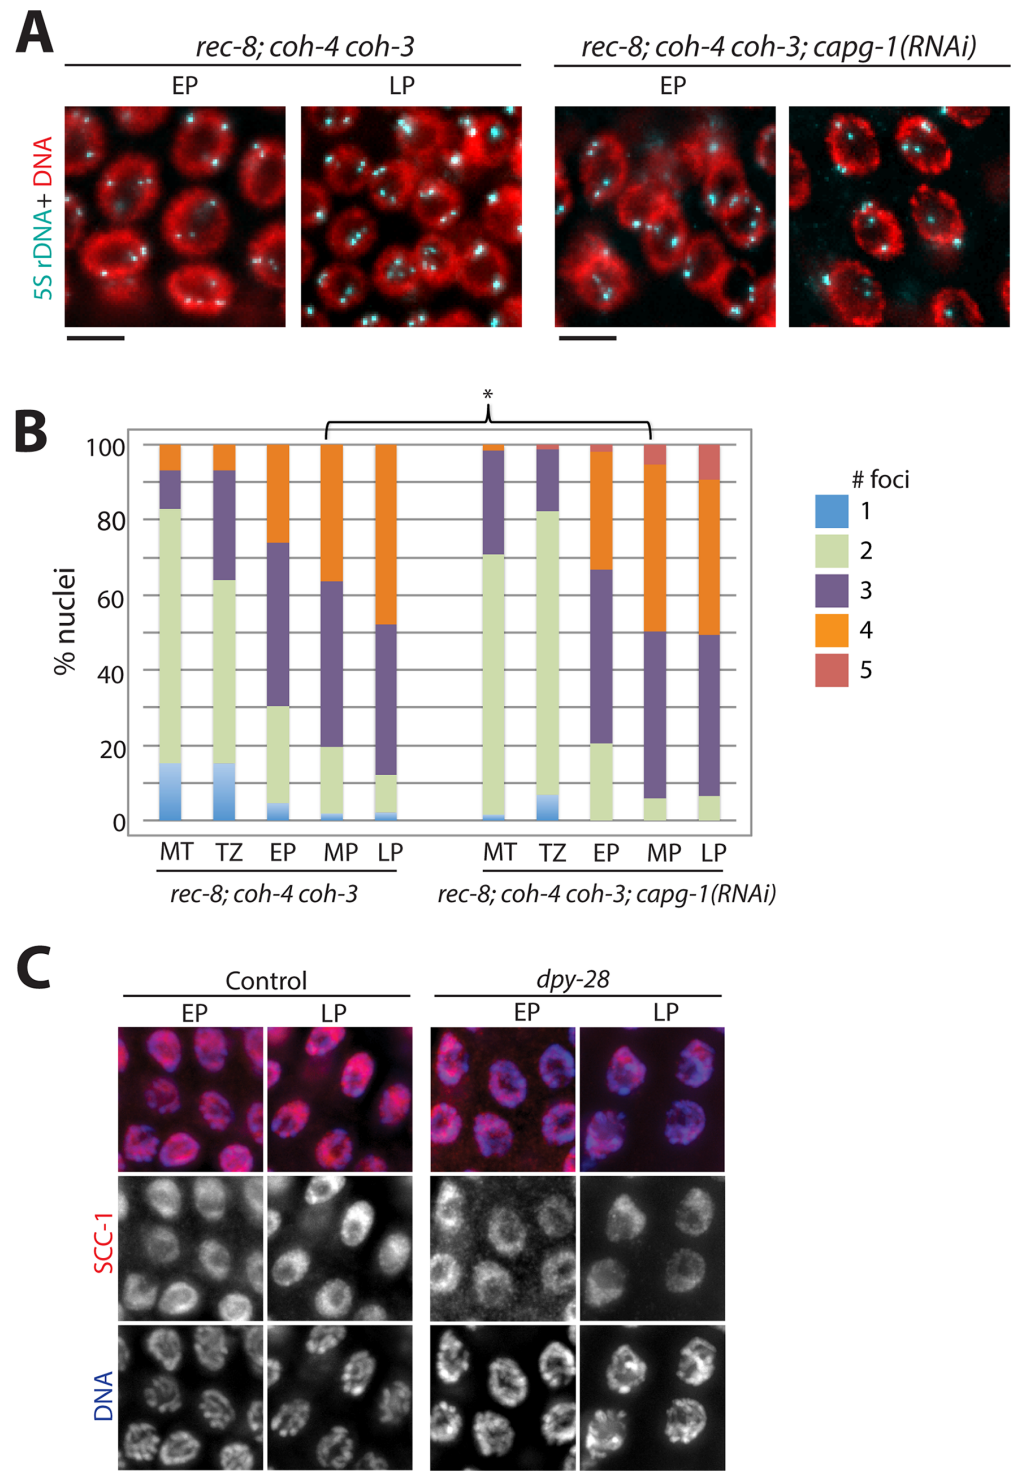 A
rec-8; coh-4 coh-3
rec-8; coh-4 coh-3; capg-1(RNAi)
EP
LP
EP
5S rDNA+ DNA
B
*
100
80
60
40
20
0
% nuclei
# foci
1
2
3
4
5
MT TZ EP MP LP
MT TZ EP MP LP
rec-8; coh-4 coh-3
rec-8; coh-4 coh-3; capg-1(RNAi)
C
Control
dpy-28
EP
LP
EP
LP
SCC-1
DNA